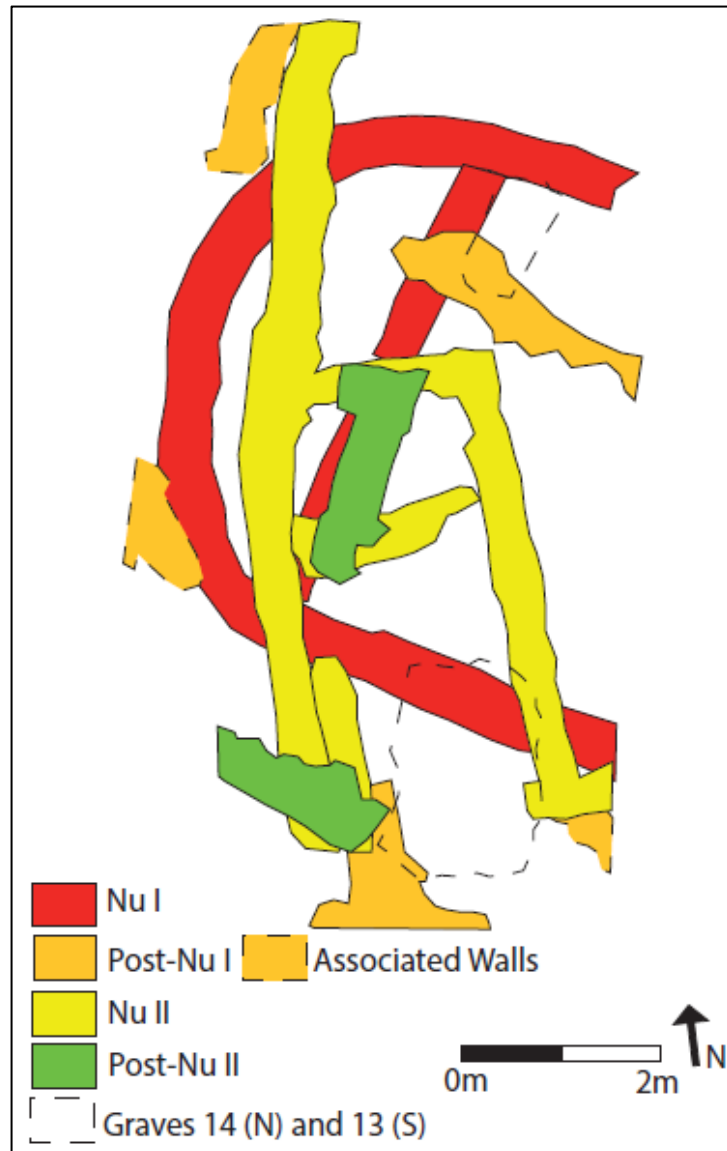 Nu I
Post-Nu I Associated Walls
Nu II
Post-Nu II
Graves 14 (N) and 13 (S)
N
0m 2m